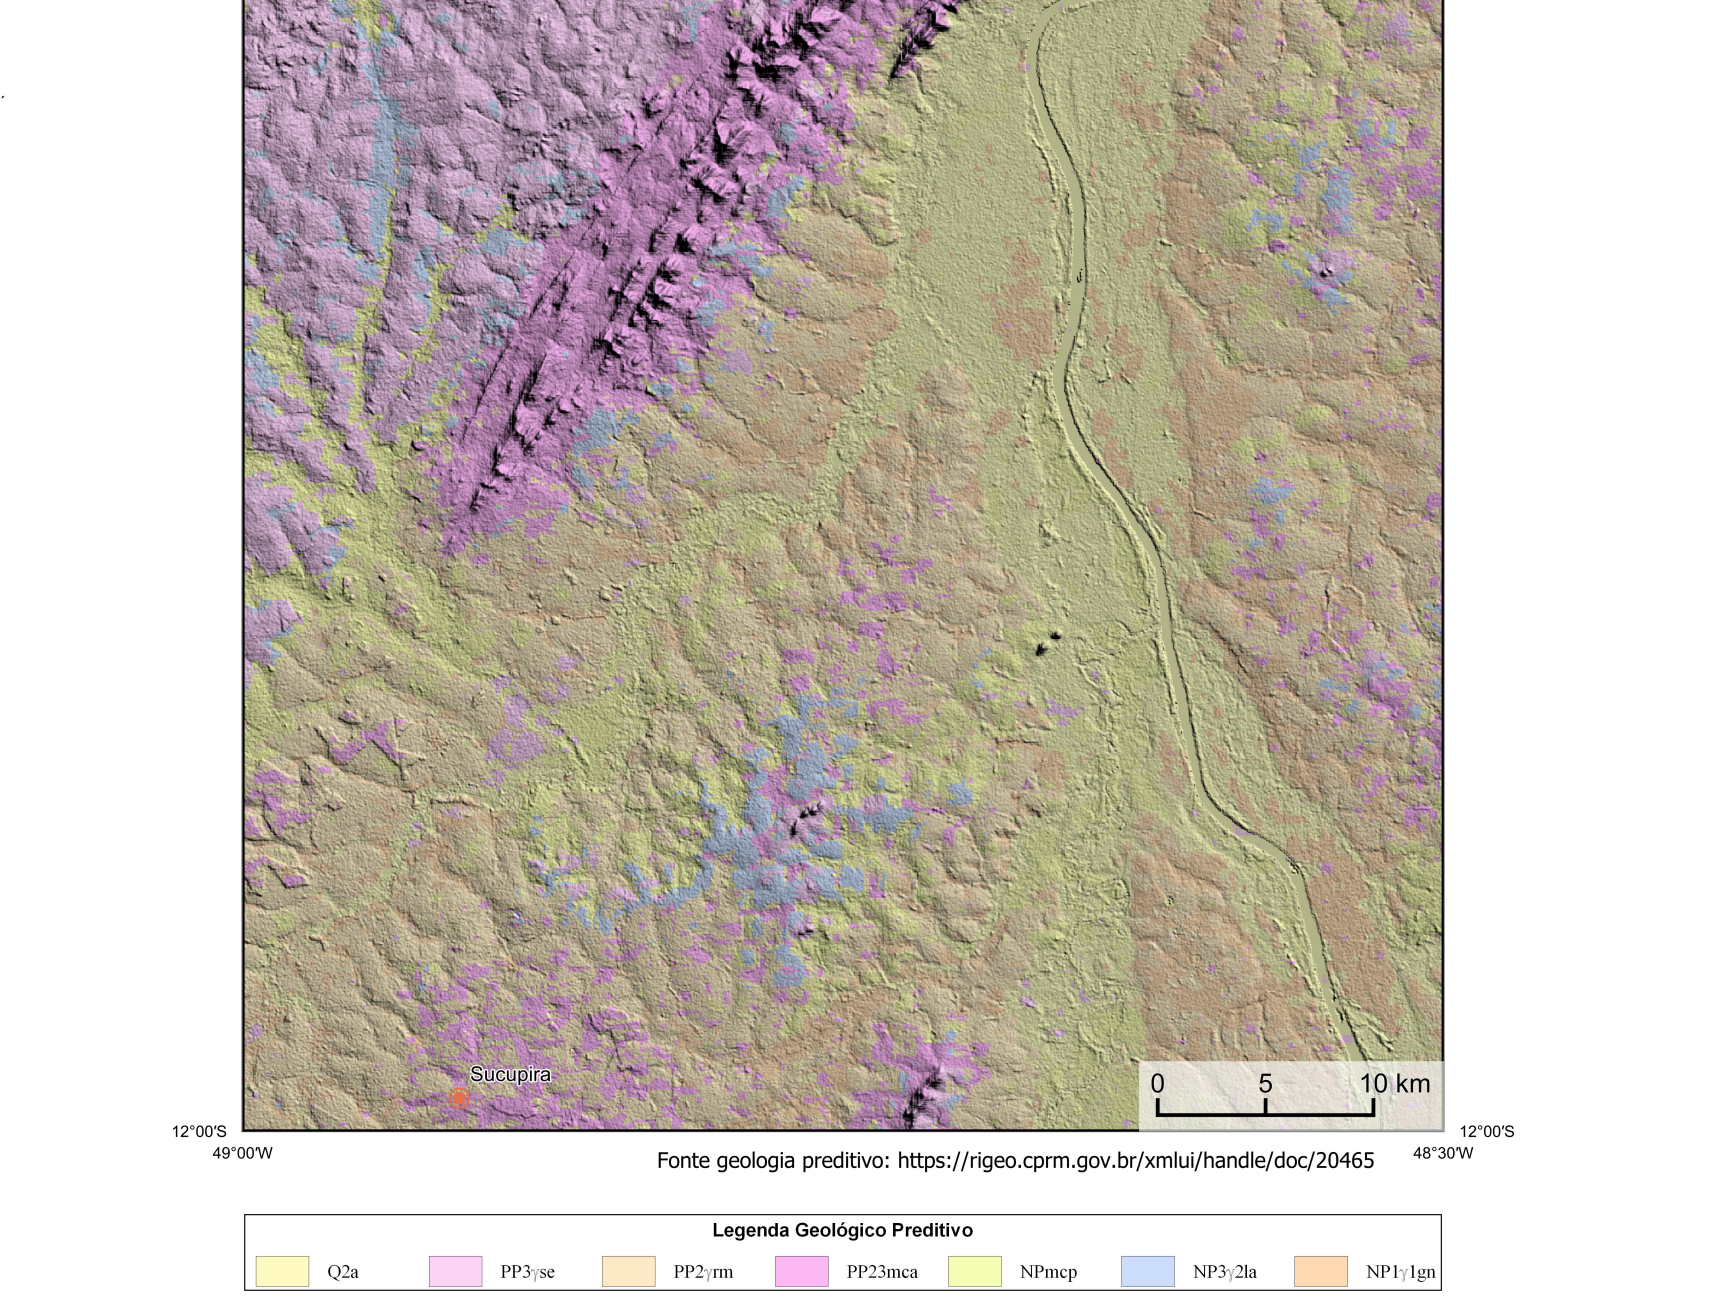 Sucupira
0 5 10 km
12°00'S 12°00'S
49°00'W 48°30'W
Fonte geologia preditivo: https://rigeo.cprm.gov.br/xmlui/handle/doc/20465
Legenda Geológico Preditivo
Q2a PP3γse PP2γrm PP23mca NPmcp NP3γ2la NP1γ1gn